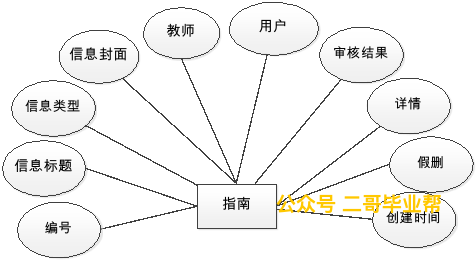 用户
教师
审核结果
信息封面
详情
信息类型
假删
信息标题
指南
公众号 二哥毕业帮
创建时间
编号